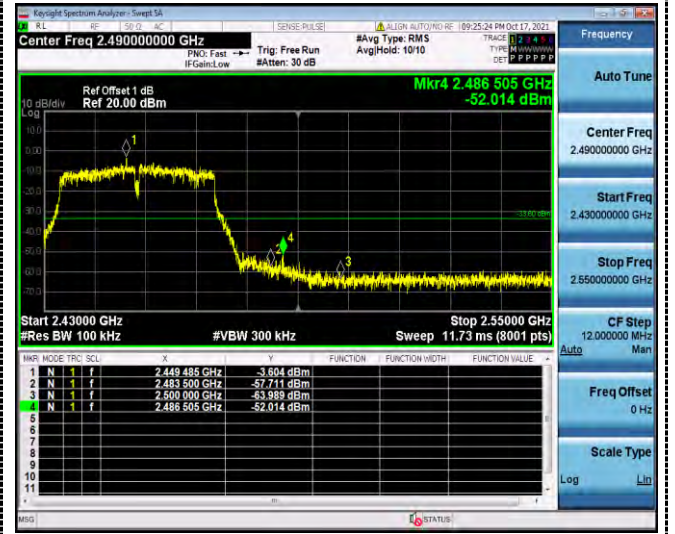 Keysight Spectrum Analyzer - Swept SA
RL RF 50 Ω AC SENSE:PULSE ALIGN AUTO/NO RF 09:25:24 PM Oct 17, 2021
Center Freq 2.490000000 GHz
PNO: Fast
IFGain:Low
Trig: Free Run
#Atten: 30 dB
#Avg Type: RMS
Avg|Hold: 10/10
TRACE 1 2 3 4 5 6
TYPE M WWWWW
DET P P P P P P
Mkr4 2.486 505 GHz
-52.014 dBm
Ref Offset 1 dB
10 dB/div Ref 20.00 dBm
Log
10.0
0.00
-10.0
-20.0
-30.0
-40.0
-50.0
-60.0
-70.0
1
2
4
3
-33.60 dBm
Start 2.43000 GHz Stop 2.55000 GHz
#Res BW 100 kHz #VBW 300 kHz Sweep 11.73 ms (8001 pts)
MKR MODE TRC SCL X Y FUNCTION FUNCTION WIDTH FUNCTION VALUE
1 N 1 f 2.449 485 GHz -3.604 dBm
2 N 1 f 2.483 500 GHz -57.711 dBm
3 N 1 f 2.500 000 GHz -63.989 dBm
4 N 1 f 2.486 505 GHz -52.014 dBm
5
6
7
8
9
10
11
MSG STATUS
Frequency
Auto Tune
Center Freq
2.490000000 GHz
Start Freq
2.430000000 GHz
Stop Freq
2.550000000 GHz
CF Step
12.000000 MHz
Auto Man
Freq Offset
0 Hz
Scale Type
Log Lin